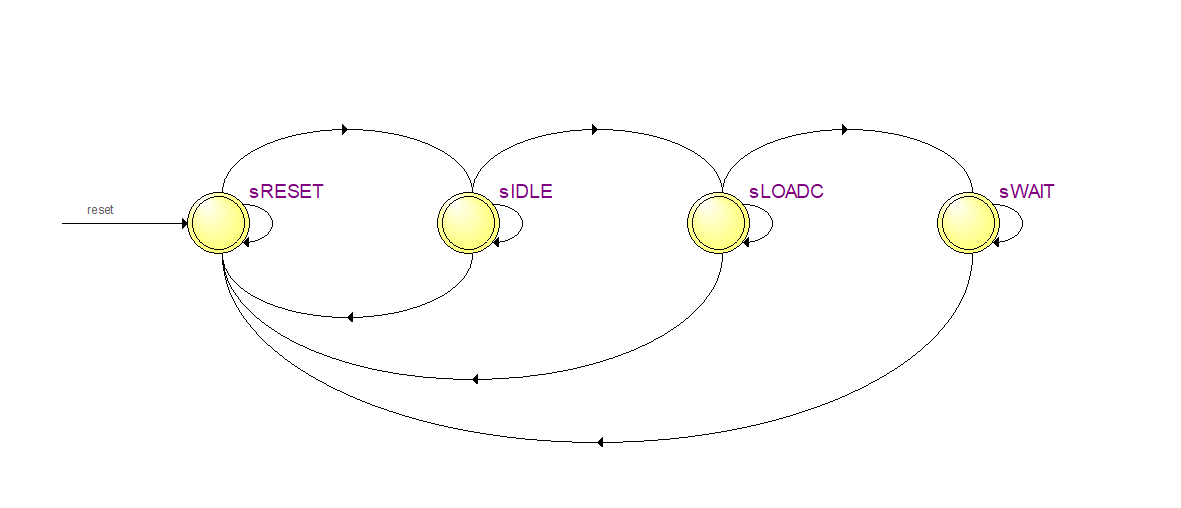 sRESET
sIDLE
sLOADC
sWAIT
reset